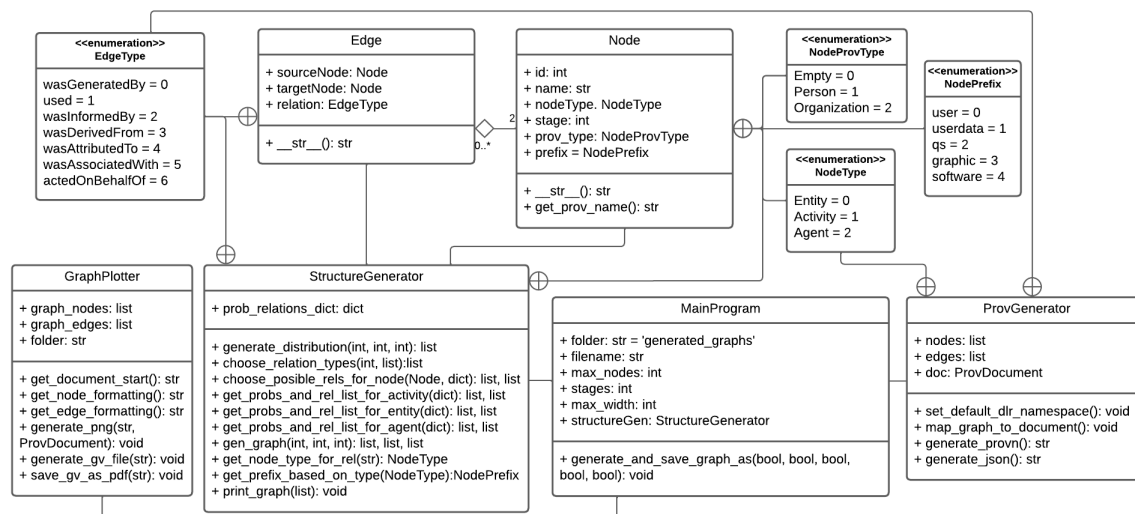 <<enumeration>>
EdgeType
wasGeneratedBy = 0
used = 1
wasInformedBy = 2
wasDerivedFrom = 3
wasAttributedTo = 4
wasAssociatedWith = 5
actedOnBehalfOf = 6
Edge
+ sourceNode: Node
+ targetNode: Node
+ relation: EdgeType
+ __str__(): str
0..*
2
Node
+ id: int
+ name: str
+ nodeType. NodeType
+ stage: int
+ prov_type: NodeProvType
+ prefix = NodePrefix
+ __str__(): str
+ get_prov_name(): str
<<enumeration>>
NodeProvType
Empty = 0
Person = 1
Organization = 2
<<enumeration>>
NodePrefix
user = 0
userdata = 1
qs = 2
graphic = 3
software = 4
<<enumeration>>
NodeType
Entity = 0
Activity = 1
Agent = 2
GraphPlotter
+ graph_nodes: list
+ graph_edges: list
+ folder: str
+ get_document_start(): str
+ get_node_formatting(): str
+ get_edge_formatting(): str
+ generate_png(str,
ProvDocument): void
+ generate_gv_file(str): void
+ save_gv_as_pdf(str): void
StructureGenerator
+ prob_relations_dict: dict
+ generate_distribution(int, int, int): list
+ choose_relation_types(int, list):list
+ choose_posible_rels_for_node(Node, dict): list, list
+ get_probs_and_rel_list_for_activity(dict): list, list
+ get_probs_and_rel_list_for_entity(dict): list, list
+ get_probs_and_rel_list_for_agent(dict): list, list
+ gen_graph(int, int, int): list, list, list
+ get_node_type_for_rel(str): NodeType
+ get_prefix_based_on_type(NodeType):NodePrefix
+ print_graph(list): void
MainProgram
+ folder: str = 'generated_graphs'
+ filename: str
+ max_nodes: int
+ stages: int
+ max_width: int
+ structureGen: StructureGenerator
+ generate_and_save_graph_as(bool, bool, bool,
bool, bool): void
ProvGenerator
+ nodes: list
+ edges: list
+ doc: ProvDocument
+ set_default_dlr_namespace(): void
+ map_graph_to_document(): void
+ generate_provn(): str
+ generate_json(): str